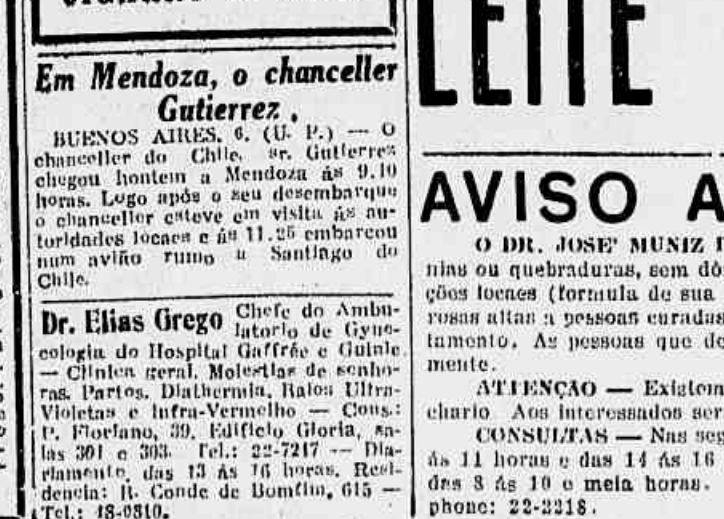 Em Mendoza, o chanceller
Gutierrez.
BUENOS AIRES, 6. (U. P.) — O
chanceller do Chile, sr. Gutierrez
chegou hontem a Mendoza ás 9.10
horas. Logo após o seu desembarque
o chanceller esteve em visita ás au-
toridades locaes e ás 11.25 embarcou
num avião rumo a Santiago do
Chile.
Dr. Elias Grego Chefe do Ambu-
latorio de Gyne-
cologia do Hospital Gaffrée e Guinle.
— Clinica geral. Molestias de senho-
ras. Partos. Diathermia, Raios Ultra-
Violetas e Infra-Vermelho — Cons.:
P. Floriano, 39. Edificio Gloria, sa-
las 301 e 303. Tel.: 22-7217 — Dia-
riamente, das 13 ás 16 horas. Resi-
dencia: R. Conde de Bomfim, 615 —
Tel.: 48-0810.
LEITE
AVISO A
O DR. JOSE' MUNIZ
nias ou quebraduras, sem dô
ções locaes (formula de sua
rosas altas a pessoas curadas
tamento. As pessoas que de
mente.
ATTENÇÃO — Existem
chario. Aos interessados ser
CONSULTAS — Nas seg
ás 11 horas e das 14 ás 16
das 8 ás 10 e meia horas.
phone: 22-2218.